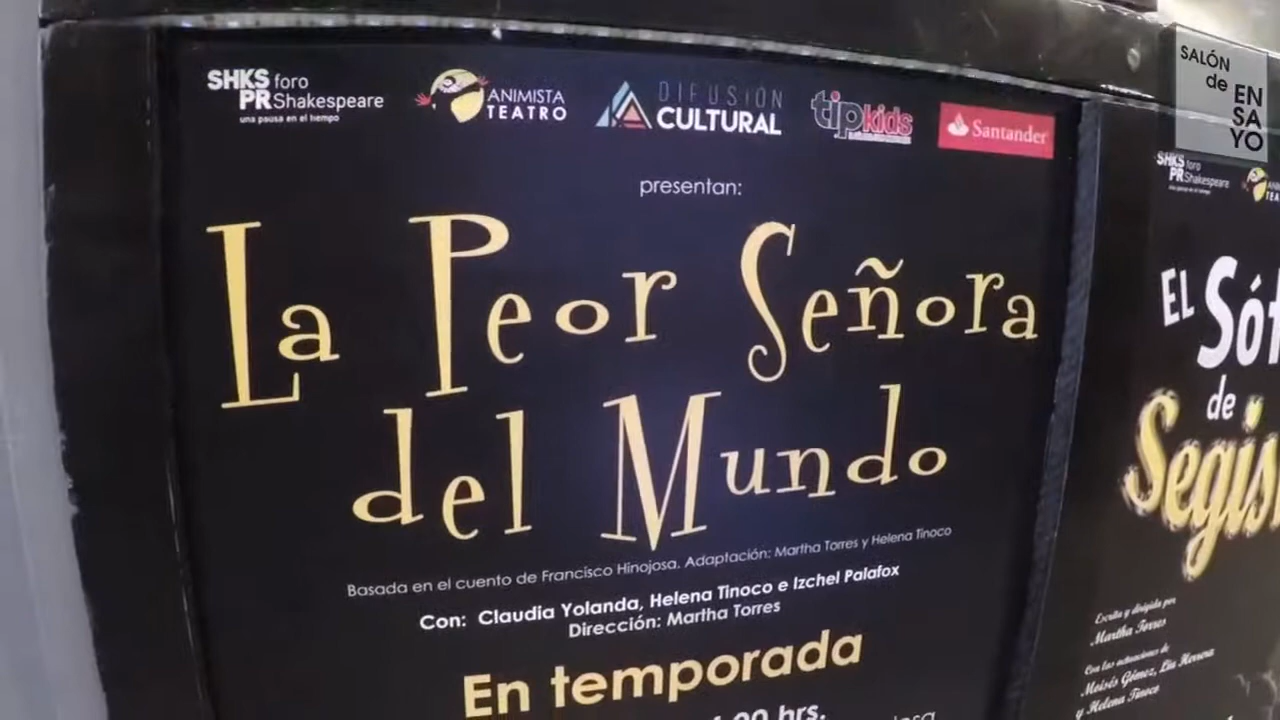 SHKS foro
PR Shakespeare
una pausa en el tiempo
ANIMISTA
TEATRO
DIFUSIÓN
CULTURAL
tipkids
Santander
presentan:
La Peor Señora
del Mundo
Basada en el cuento de Francisco Hinojosa. Adaptación: Martha Torres y Helena Tinoco
Con: Claudia Yolanda, Helena Tinoco e Izchel Palafox
Dirección: Martha Torres
En temporada
hrs.
SALÓN
de EN
SA
YO
SHKS foro
PR Shakespeare
EL
de
Escrita y dirigida por
Martha Torres
Con las actuaciones de
Moisés Gómez, Lía Herrera
y Helena Tinoco